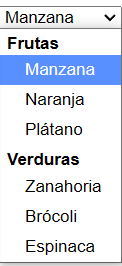 Manzana
Frutas
Manzana
Naranja
Plátano
Verduras
Zanahoria
Brócoli
Espinaca